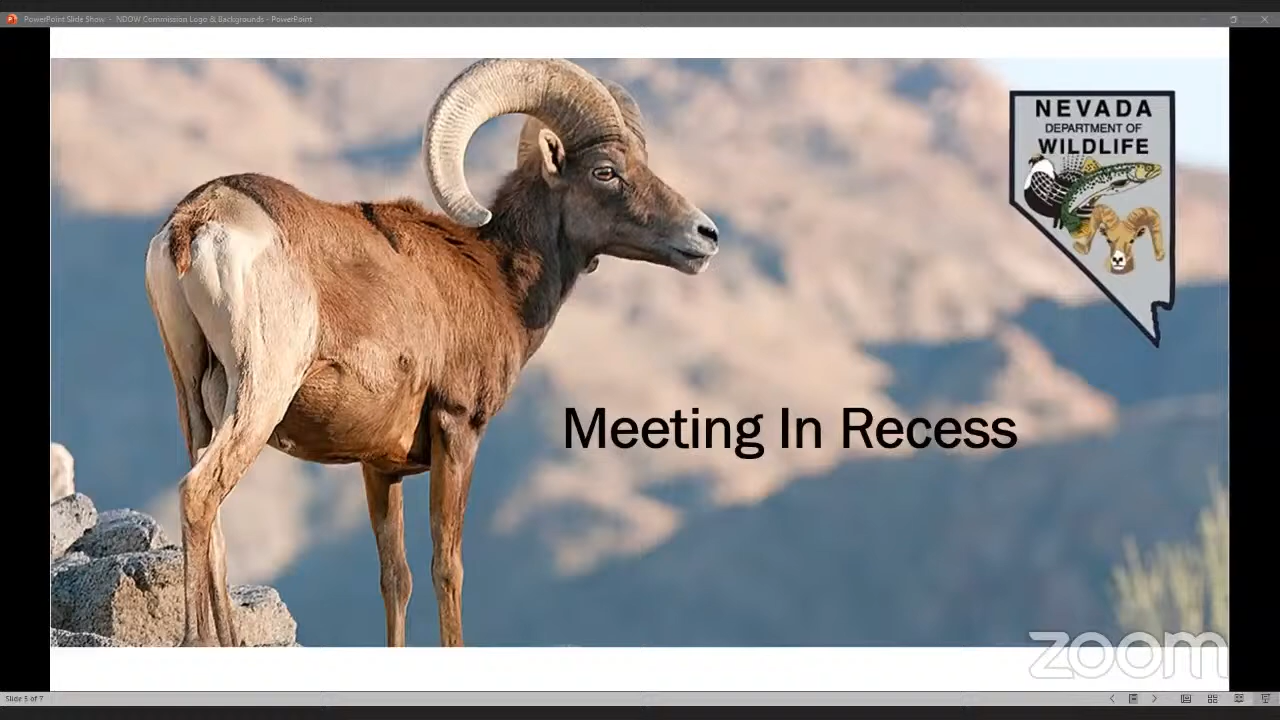 PowerPoint Slide Show - NDOW Commission Logo & Backgrounds - PowerPoint
NEVADA
DEPARTMENT OF
WILDLIFE
Meeting In Recess
zoom
Slide 5 of 7